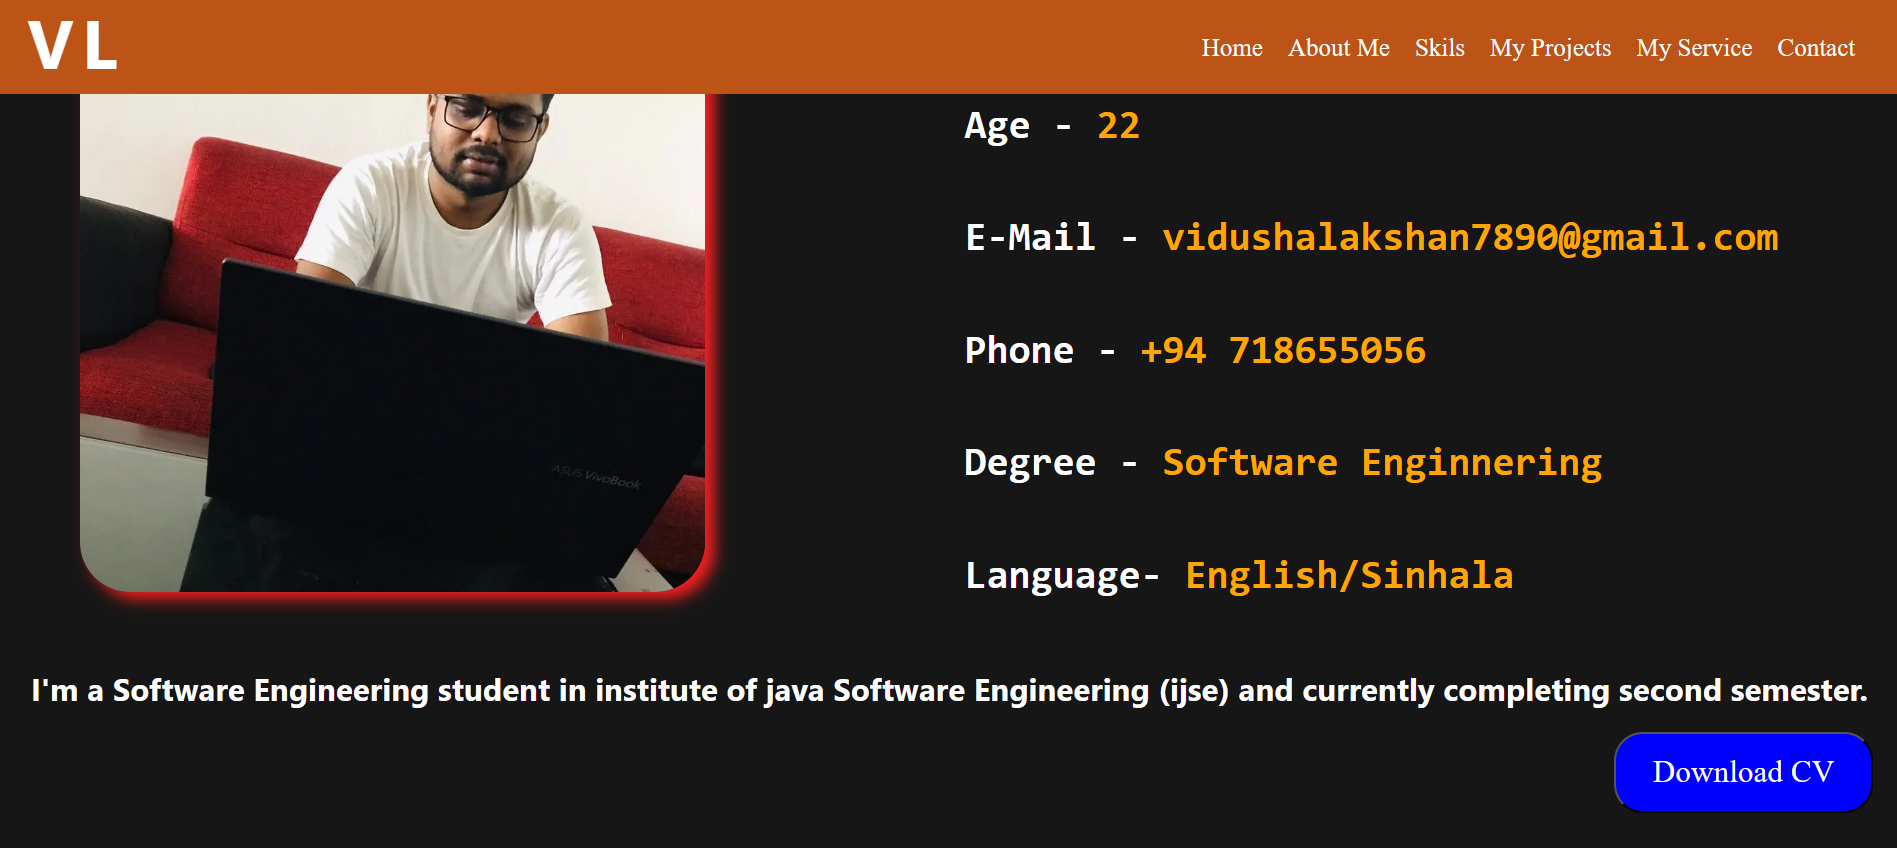 VL
Home About Me Skils My Projects My Service Contact
Age - 22
E-Mail - vidushalakshan7890@gmail.com
Phone - +94 718655056
Degree - Software Enginnering
Language- English/Sinhala
ASUS VivoBook
I'm a Software Engineering student in institute of java Software Engineering (ijse) and currently completing second semester.
Download CV